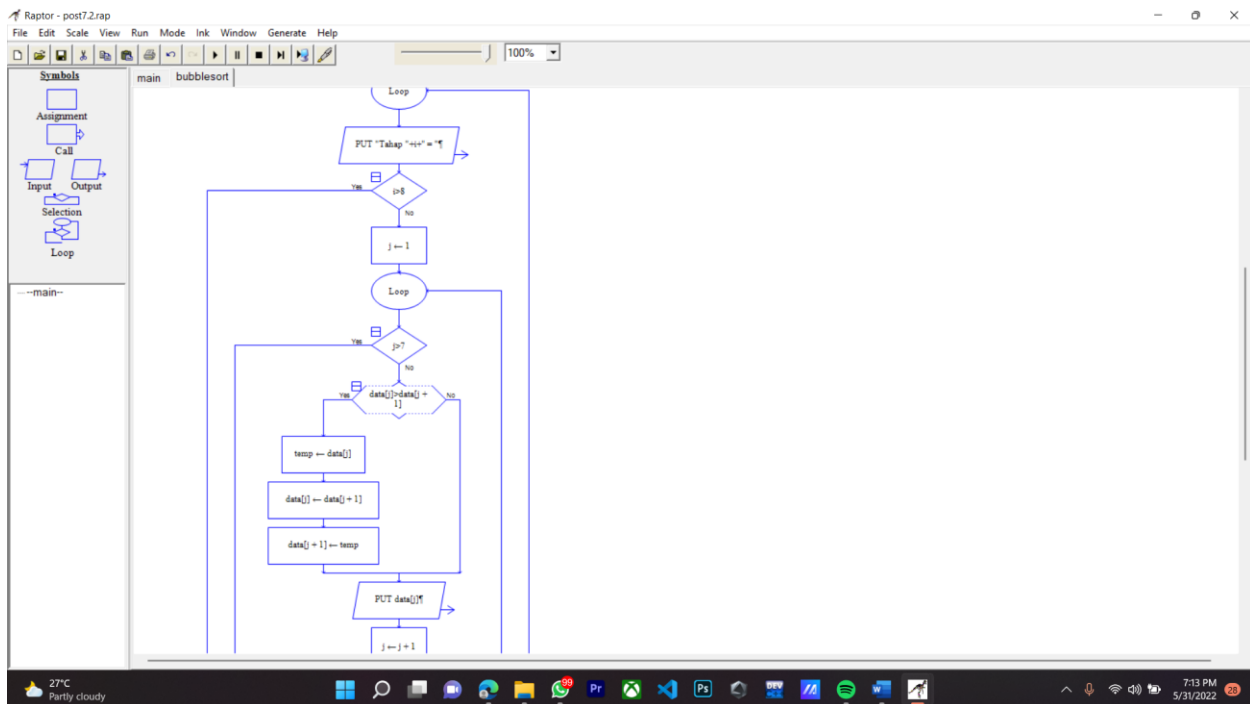 Raptor - post7.2.rap
File Edit Scale View Run Mode Ink Window Generate Help
100%
Symbols
Assignment
Call
Input Output
Selection
Loop
--main--
main bubblesort
Loop
PUT "Tahap "+i+" = "¶
Yes
i>8
No
j ← 1
Loop
Yes
j>7
No
Yes
data[j]>data[j +
1]
No
temp ← data[j]
data[j] ← data[j + 1]
data[j + 1] ← temp
PUT data[j]¶
j ← j + 1
27°C
Partly cloudy
99
Pr
Ps
DEV
7:13 PM
5/31/2022
28